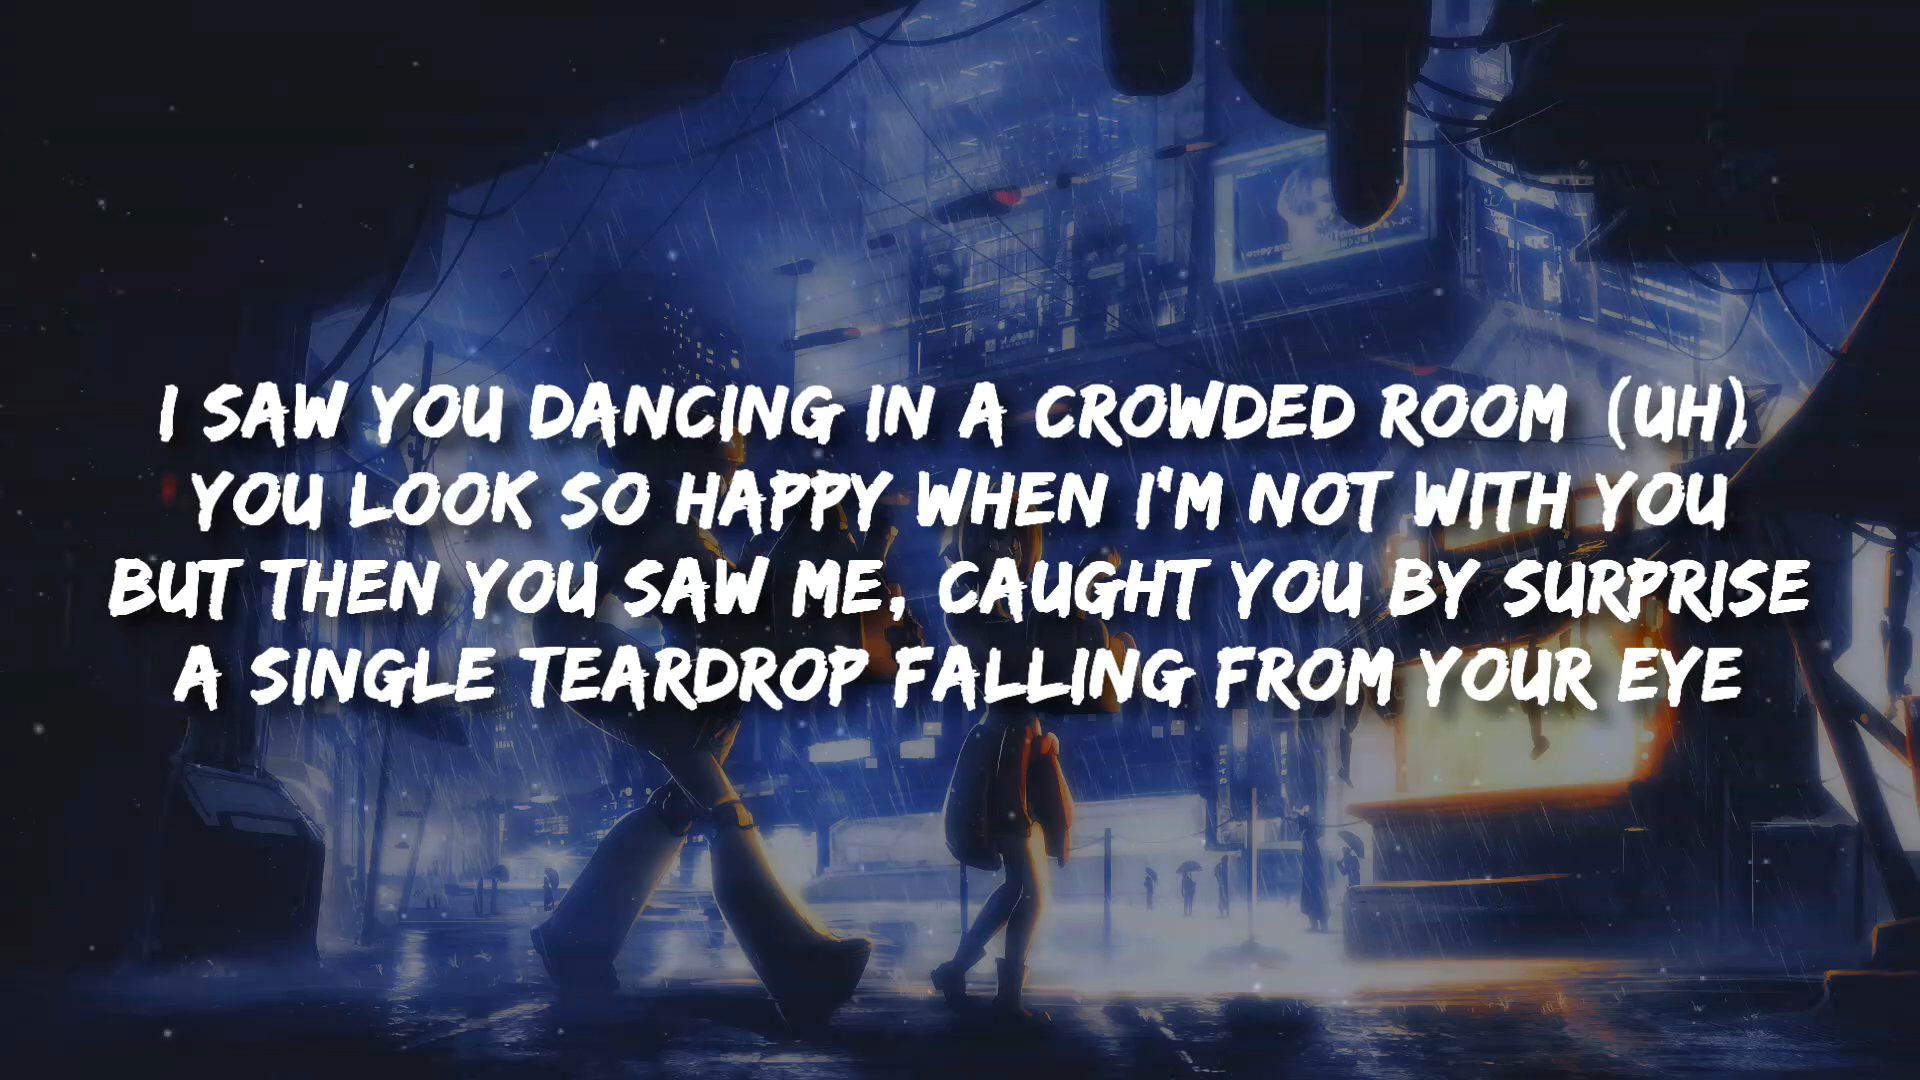 I SAW YOU DANCING IN A CROWDED ROOM (UH)
YOU LOOK SO HAPPY WHEN I'M NOT WITH YOU
BUT THEN YOU SAW ME, CAUGHT YOU BY SURPRISE
A SINGLE TEARDROP FALLING FROM YOUR EYE